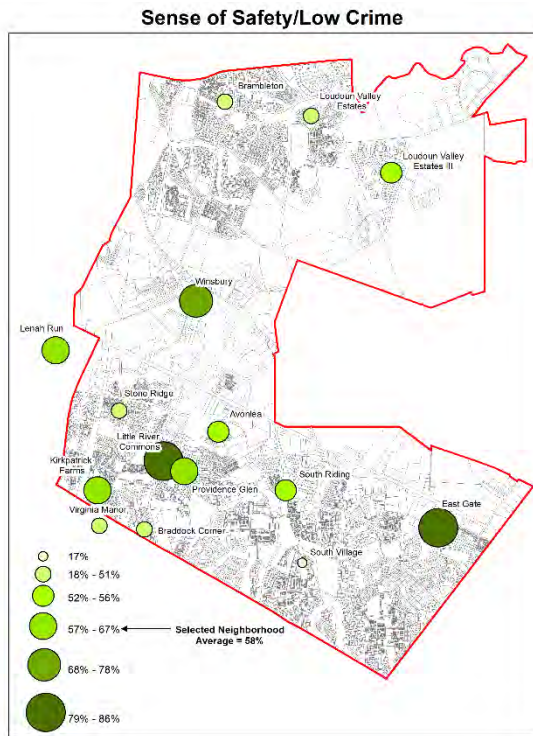 Sense of Safety/Low Crime
Brambleton
Loudoun Valley
Estates
Loudoun Valley
Estates III
Winsbury
Lenah Run
Stone Ridge
Avonlea
Little River
Commons
Kirkpatrick
Farms
Providence Glen
South Riding
East Gate
Virginia Manor
Braddock Corner
South Village
17%
18% - 51%
52% - 56%
57% - 67%
Selected Neighborhood
Average = 58%
68% - 78%
79% - 86%